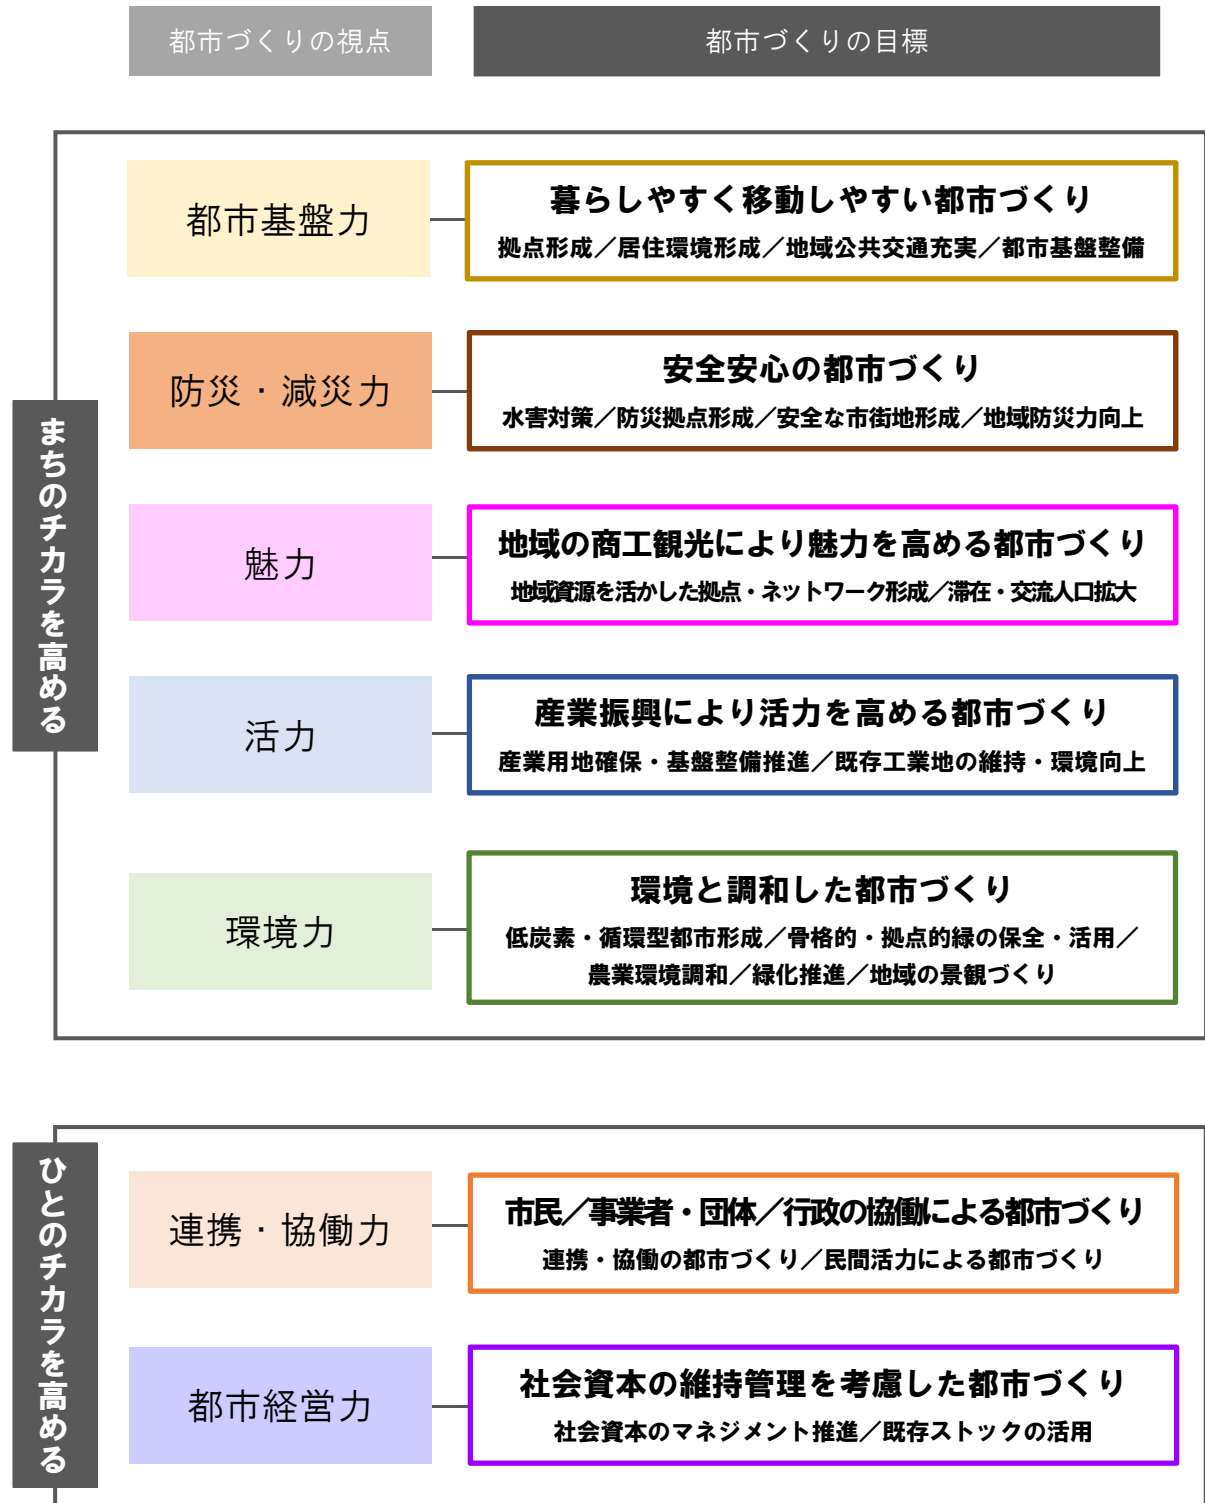 都市づくりの視点
都市づくりの目標
まちのチカラを高める
都市基盤力
暮らしやすく移動しやすい都市づくり
拠点形成／居住環境形成／地域公共交通充実／都市基盤整備
防災・減災力
安全安心の都市づくり
水害対策／防災拠点形成／安全な市街地形成／地域防災力向上
魅力
地域の商工観光により魅力を高める都市づくり
地域資源を活かした拠点・ネットワーク形成／滞在・交流人口拡大
活力
産業振興により活力を高める都市づくり
産業用地確保・基盤整備推進／既存工業地の維持・環境向上
環境力
環境と調和した都市づくり
低炭素・循環型都市形成／骨格的・拠点的緑の保全・活用／
農業環境調和／緑化推進／地域の景観づくり
ひとのチカラを高める
連携・協働力
市民／事業者・団体／行政の協働による都市づくり
連携・協働の都市づくり／民間活力による都市づくり
都市経営力
社会資本の維持管理を考慮した都市づくり
社会資本のマネジメント推進／既存ストックの活用